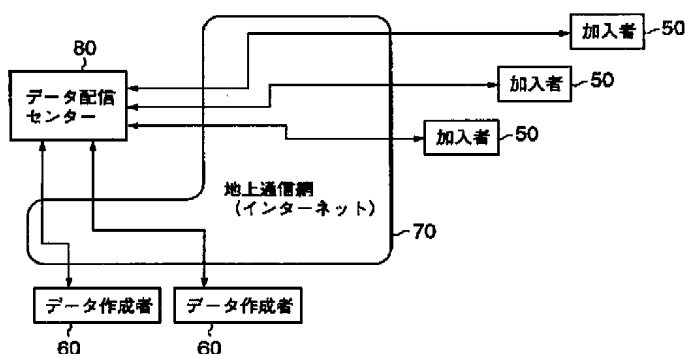 80
データ配信
センター
加入者
50
加入者
50
加入者
50
地上通信網
(インターネット)
70
データ作成者
60
データ作成者
60